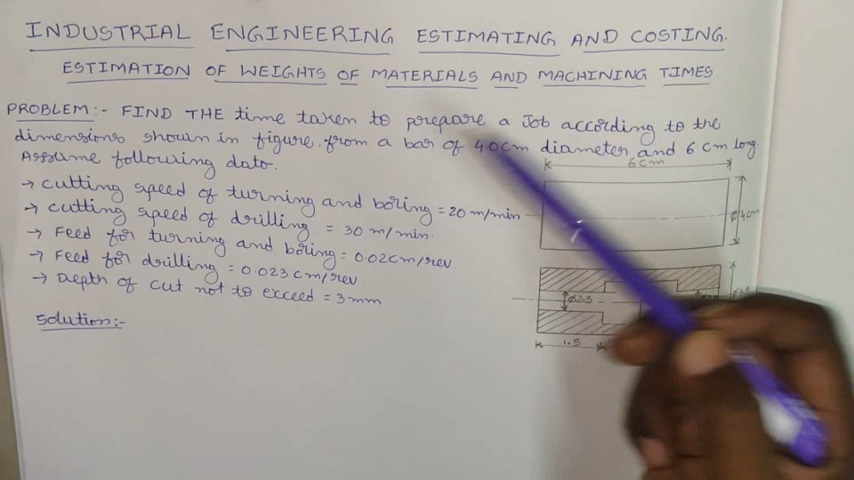 INDUSTRIAL ENGINEERING ESTIMATING AND COSTING.
ESTIMATION OF WEIGHTS OF MATERIALS AND MACHINING TIMES
PROBLEM:- FIND THE time taken to prepare a Job according to the
dimensions shown in figure. from a bar of 4.0cm diameter and 6 cm long.
Assume following data.
→ cutting speed of turning and boring = 20 m/min
→ cutting speed of drilling = 30 m/min.
→ Feed for turning and boring = 0.02cm/rev.
→ Feed for drilling = 0.023 cm/rev.
→ Depth of cut not to exceed = 3mm
Solution:-
6cm
Ø4cm
Ø2.5
1.5